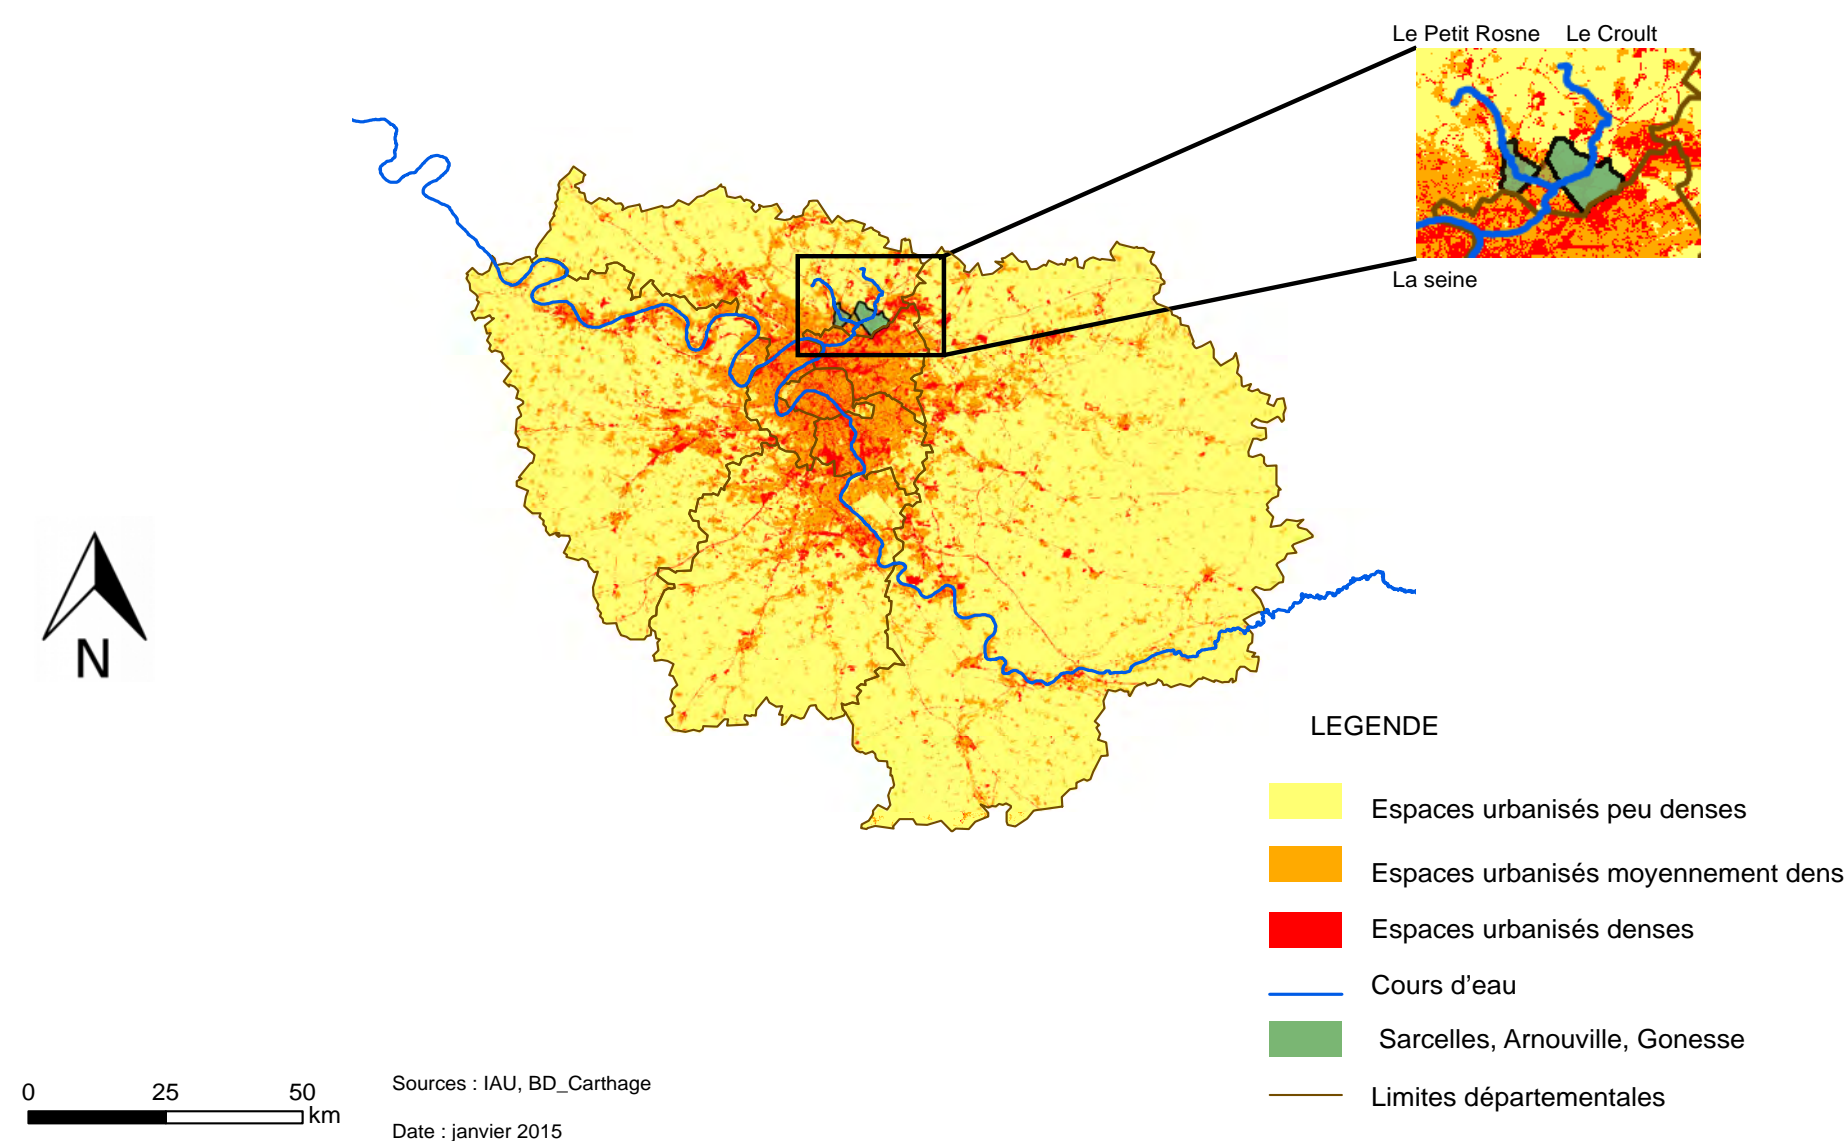 Le Petit Rosne Le Croult
La seine
N
LEGENDE
Espaces urbanisés peu denses
Espaces urbanisés moyennement dens
Espaces urbanisés denses
Cours d'eau
Sarcelles, Arnouville, Gonesse
Limites départementales
0 25 50
km
Sources : IAU, BD_Carthage
Date : janvier 2015